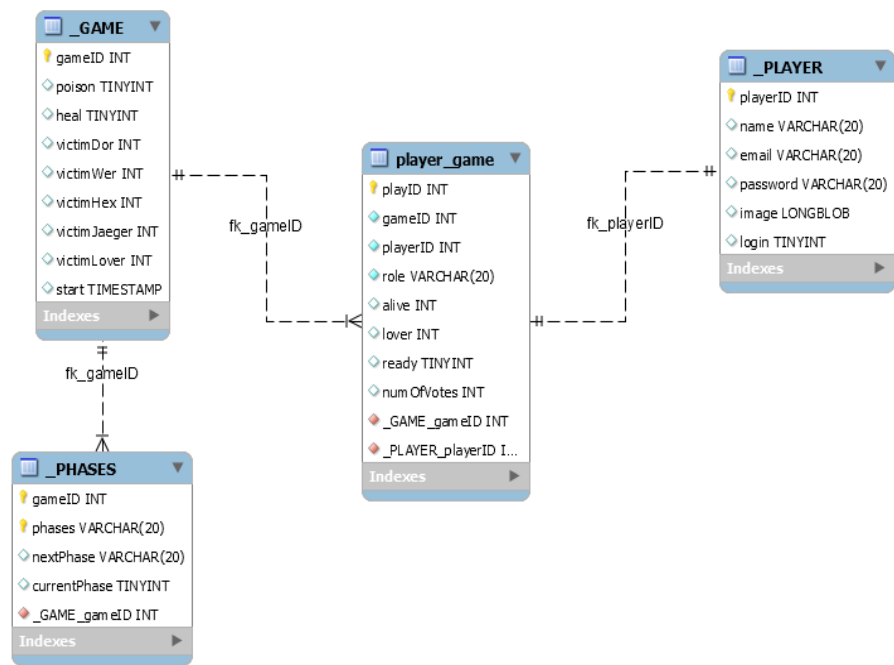 _GAME
gameID INT
poison TINYINT
heal TINYINT
victimDor INT
victimWer INT
victimHex INT
victimJaeger INT
victimLover INT
start TIMESTAMP
Indexes
fk_gameID
_PHASES
gameID INT
phases VARCHAR(20)
nextPhase VARCHAR(20)
currentPhase TINYINT
_GAME_gameID INT
Indexes
fk_gameID
player_game
playID INT
gameID INT
playerID INT
role VARCHAR(20)
alive INT
lover INT
ready TINYINT
numOfVotes INT
_GAME_gameID INT
_PLAYER_playerID I...
Indexes
fk_playerID
_PLAYER
playerID INT
name VARCHAR(20)
email VARCHAR(20)
password VARCHAR(20)
image LONGBLOB
login TINYINT
Indexes